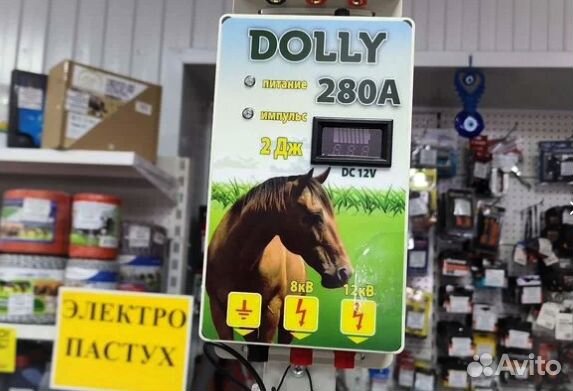 DOLLY
питание
280A
импульс
2 Дж
DC 12V
8кВ
12кВ
ЭЛЕКТРО
ПАСТУХ
Avito